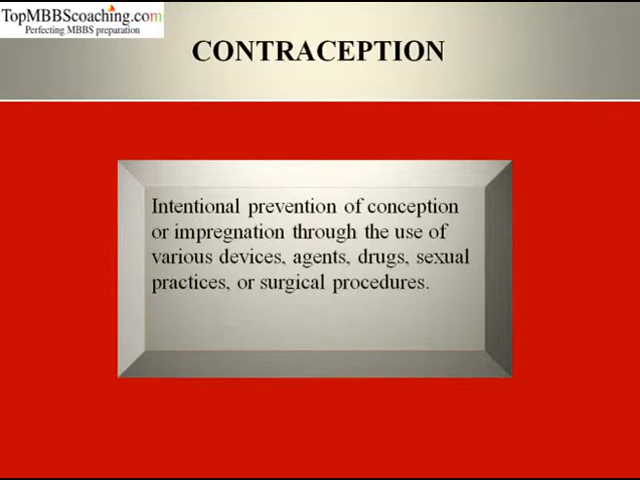 TopMBBScoaching.com
Perfecting MBBS preparation
CONTRACEPTION
Intentional prevention of conception
or impregnation through the use of
various devices, agents, drugs, sexual
practices, or surgical procedures.